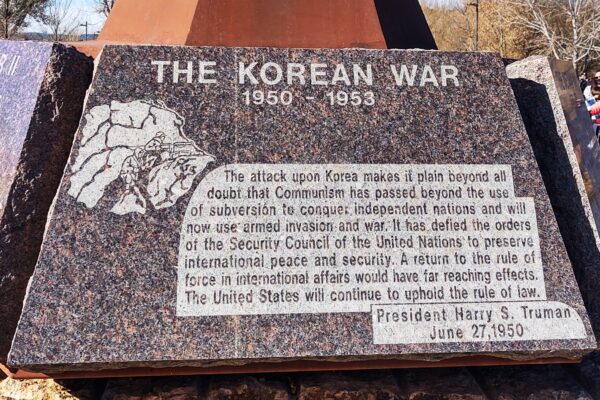 THE KOREAN WAR
1950 - 1953
The attack upon Korea makes it plain beyond all
doubt that Communism has passed beyond the use
of subversion to conquer independent nations and will
now use armed invasion and war. It has defied the orders
of the Security Council of the United Nations to preserve
international peace and security. A return to the rule of
force in international affairs would have far reaching effects.
The United States will continue to uphold the rule of law.
President Harry S. Truman
June 27,1950